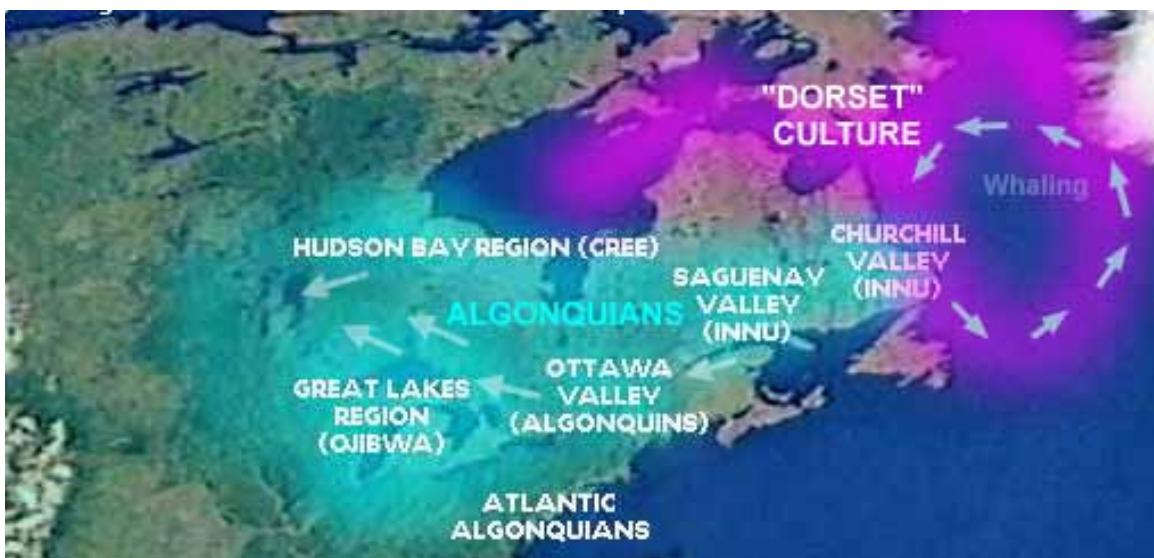 "DORSET"
CULTURE
Whaling
HUDSON BAY REGION (CREE)
CHURCHILL
VALLEY
(INNU)
SAGUENAY
VALLEY
(INNU)
ALGONQUIANS
OTTAWA
VALLEY
(ALGONQUINS)
GREAT LAKES
REGION
(OJIBWA)
ATLANTIC
ALGONQUIANS